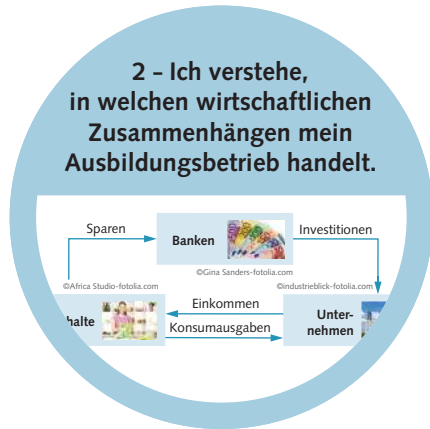 2 – Ich verstehe,
in welchen wirtschaftlichen
Zusammenhängen mein
Ausbildungsbetrieb handelt.
Sparen
Banken
Investitionen
©Gina Sanders-fotolia.com
©Africa Studio-fotolia.com
©industrieblick-fotolia.com
halte
Einkommen
Konsumausgaben
Unter-
nehmen